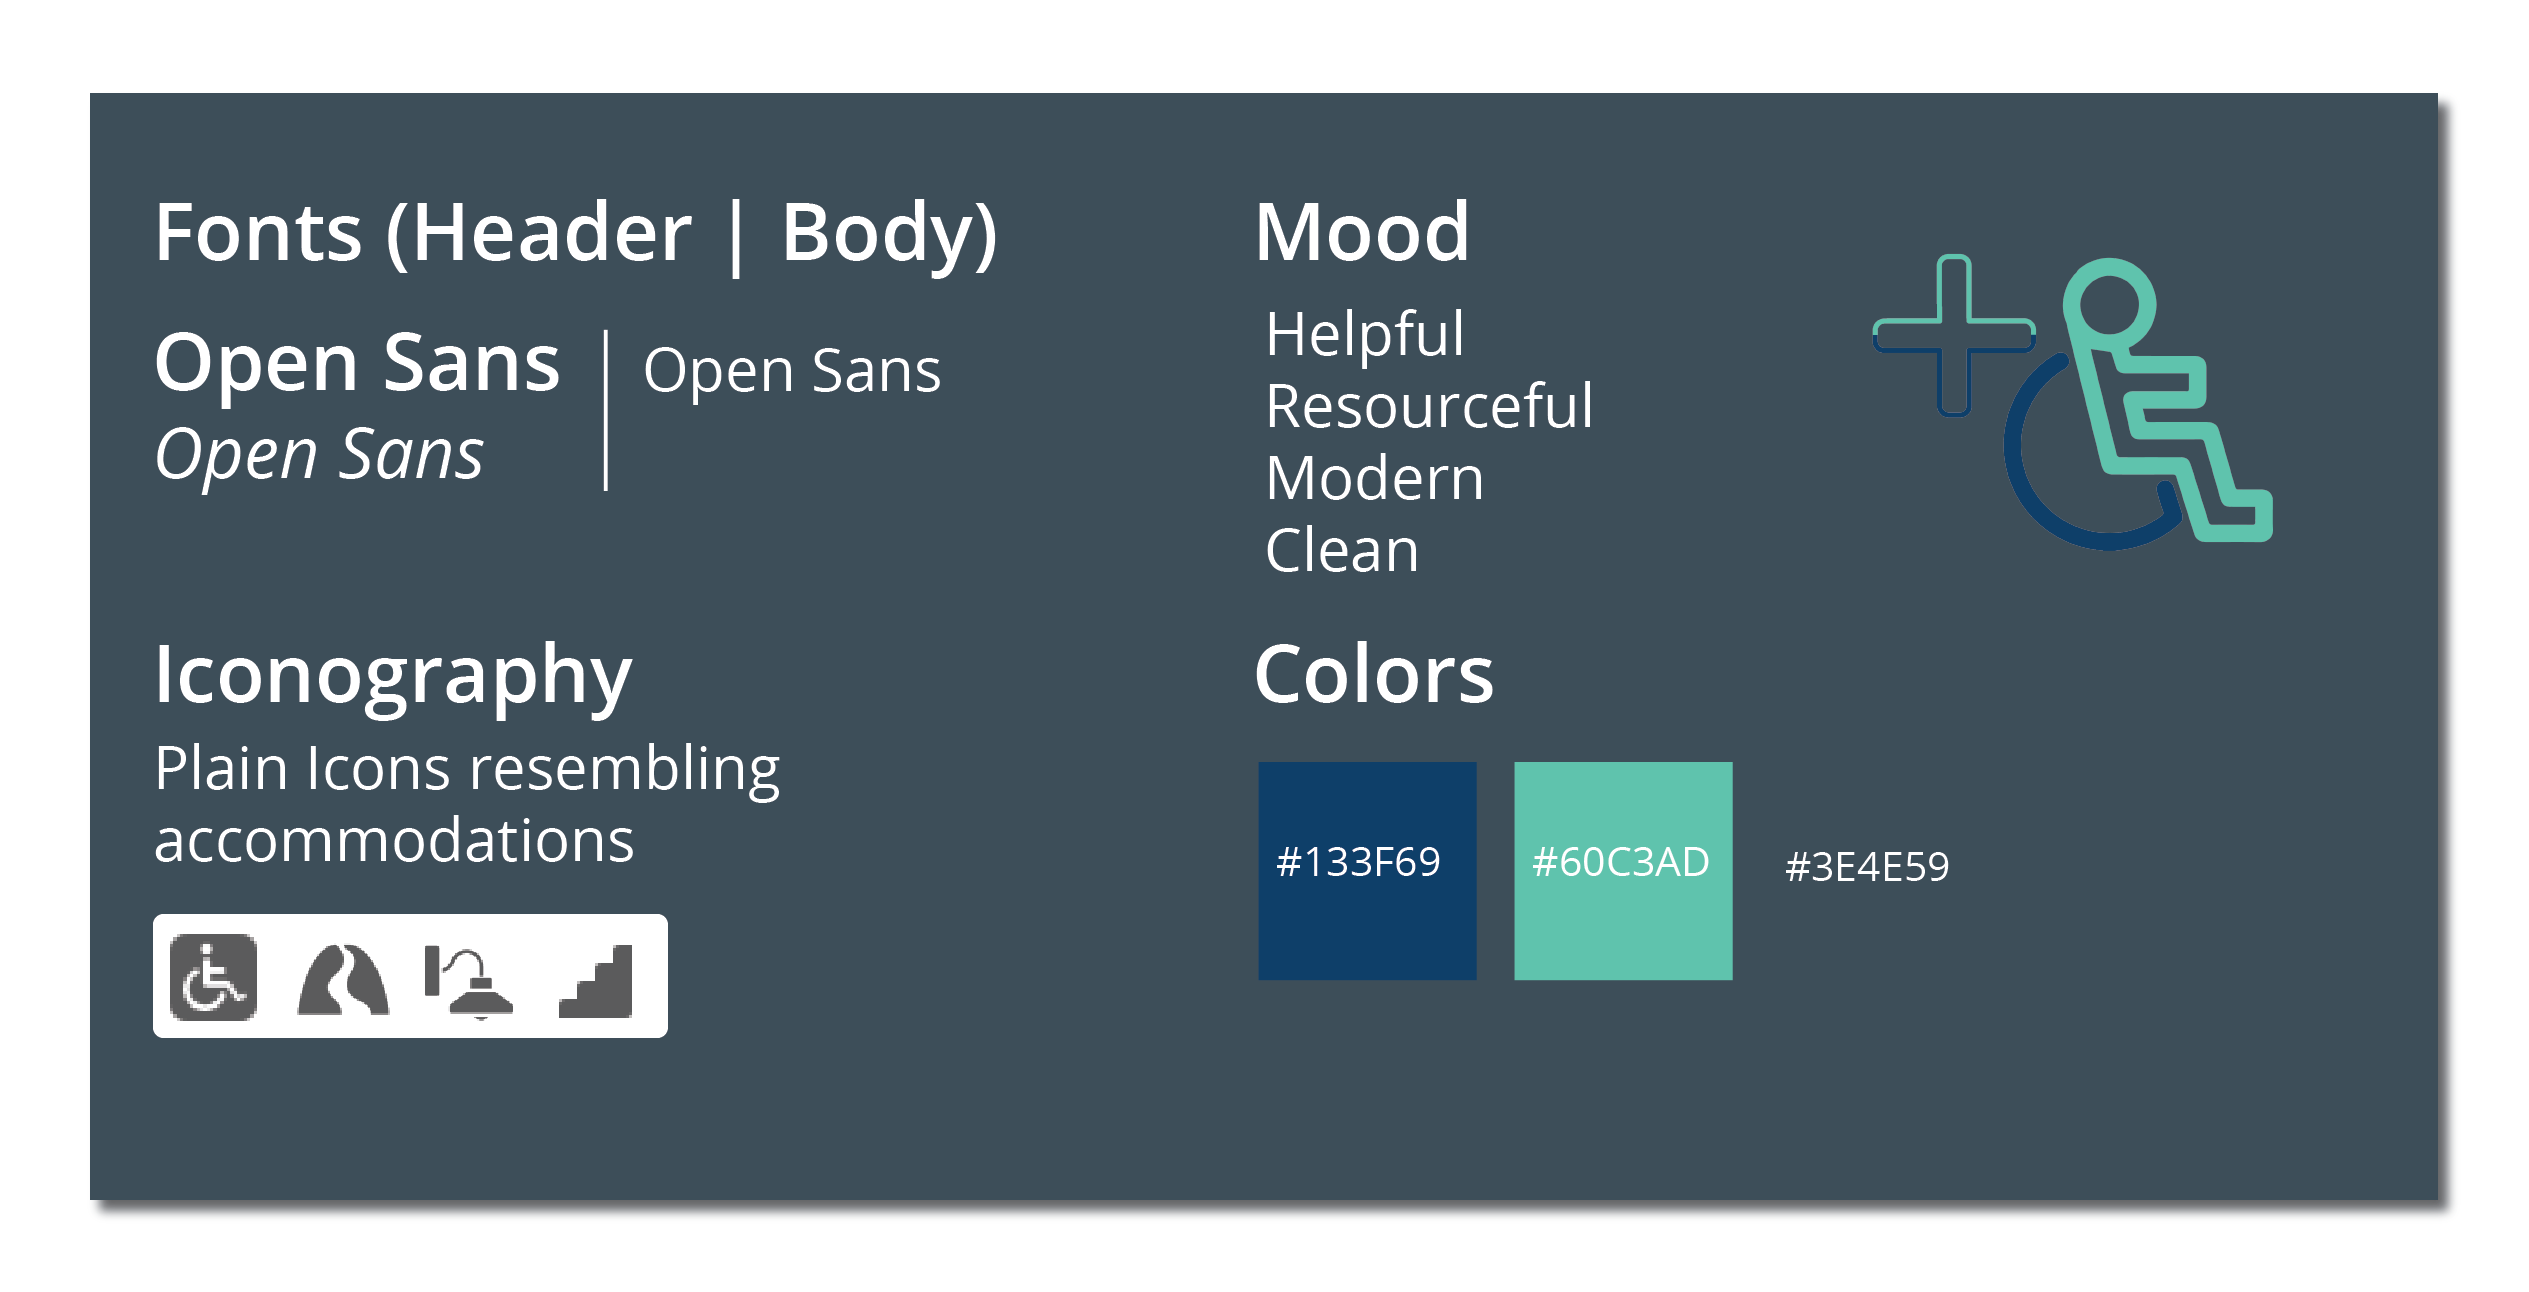 Fonts (Header | Body)
Open Sans
Open Sans
Open Sans
Iconography
Plain Icons resembling
accommodations
Mood
Helpful
Resourceful
Modern
Clean
Colors
#133F69
#60C3AD
#3E4E59